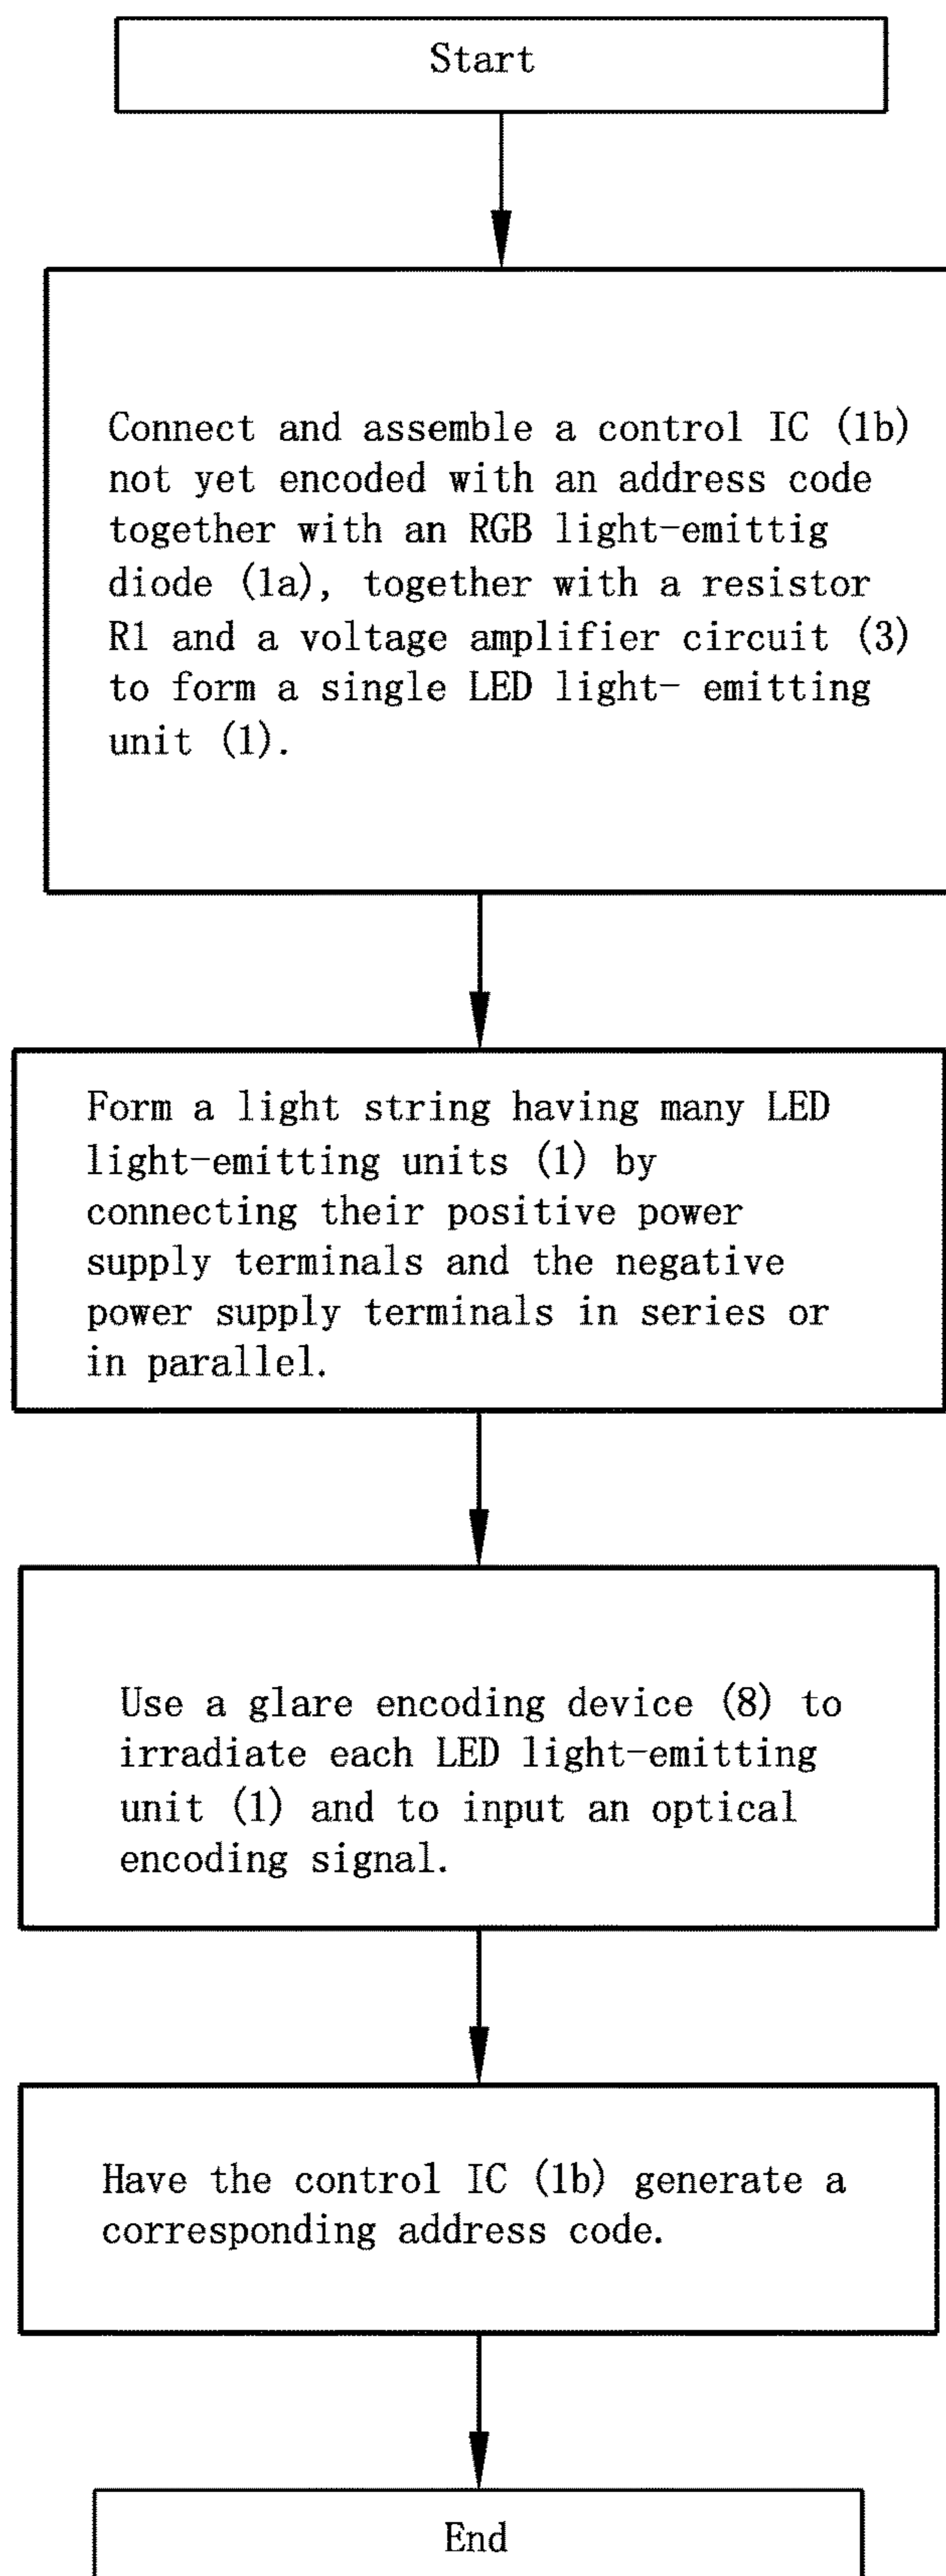 Start
Connect and assemble a control IC (1b)
not yet encoded with an address code
together with an RGB light-emittig
diode (1a), together with a resistor
R1 and a voltage amplifier circuit (3)
to form a single LED light- emitting
unit (1).
Form a light string having many LED
light-emitting units (1) by
connecting their positive power
supply terminals and the negative
power supply terminals in series or
in parallel.
Use a glare encoding device (8) to
irradiate each LED light-emitting
unit (1) and to input an optical
encoding signal.
Have the control IC (1b) generate a
corresponding address code.
End